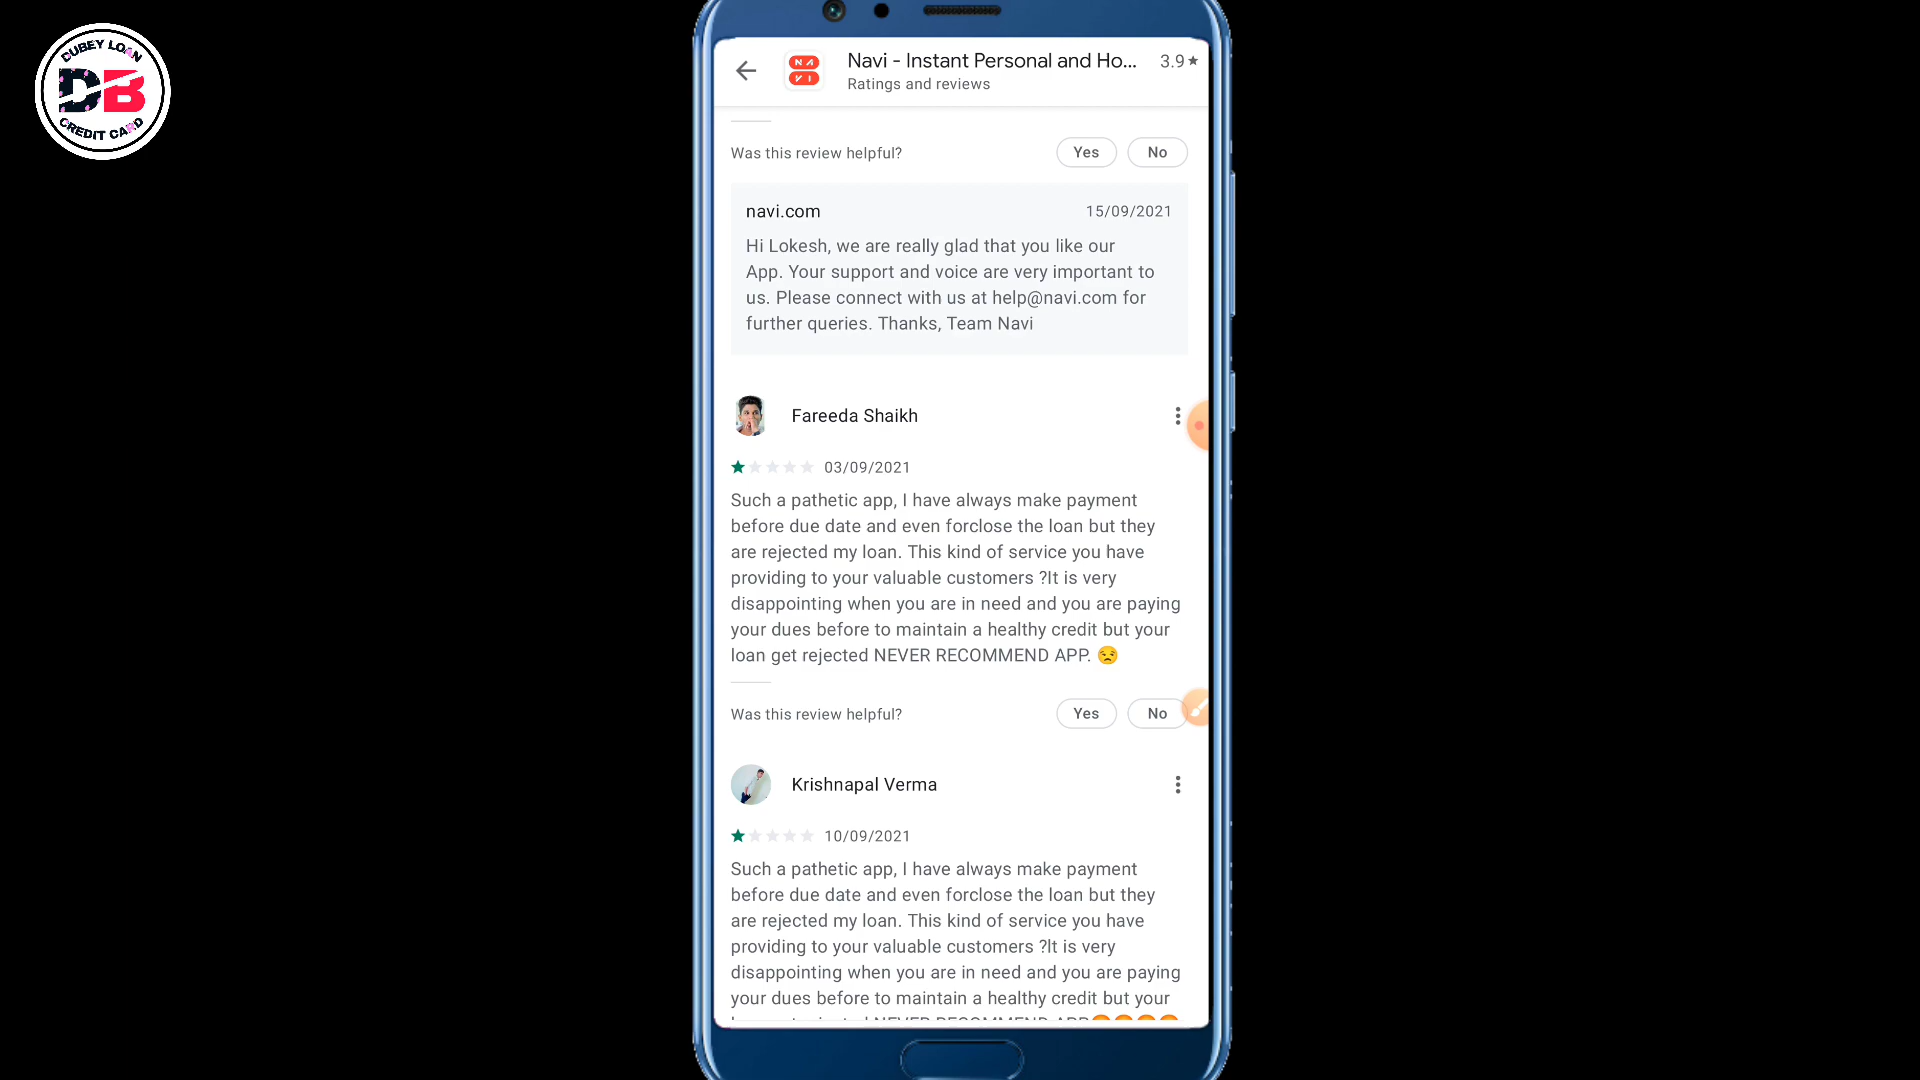 DUBEY LOAN
DB
CREDIT CARD
Navi - Instant Personal and Ho... 3.9★
Ratings and reviews
Was this review helpful? Yes No
navi.com 15/09/2021
Hi Lokesh, we are really glad that you like our
App. Your support and voice are very important to
us. Please connect with us at help@navi.com for
further queries. Thanks, Team Navi
Fareeda Shaikh
03/09/2021
Such a pathetic app, I have always make payment
before due date and even forclose the loan but they
are rejected my loan. This kind of service you have
providing to your valuable customers ?It is very
disappointing when you are in need and you are paying
your dues before to maintain a healthy credit but your
loan get rejected NEVER RECOMMEND APP. 😒
Was this review helpful? Yes No
Krishnapal Verma
10/09/2021
Such a pathetic app, I have always make payment
before due date and even forclose the loan but they
are rejected my loan. This kind of service you have
providing to your valuable customers ?It is very
disappointing when you are in need and you are paying
your dues before to maintain a healthy credit but your
NEVER RECOMMEND APP